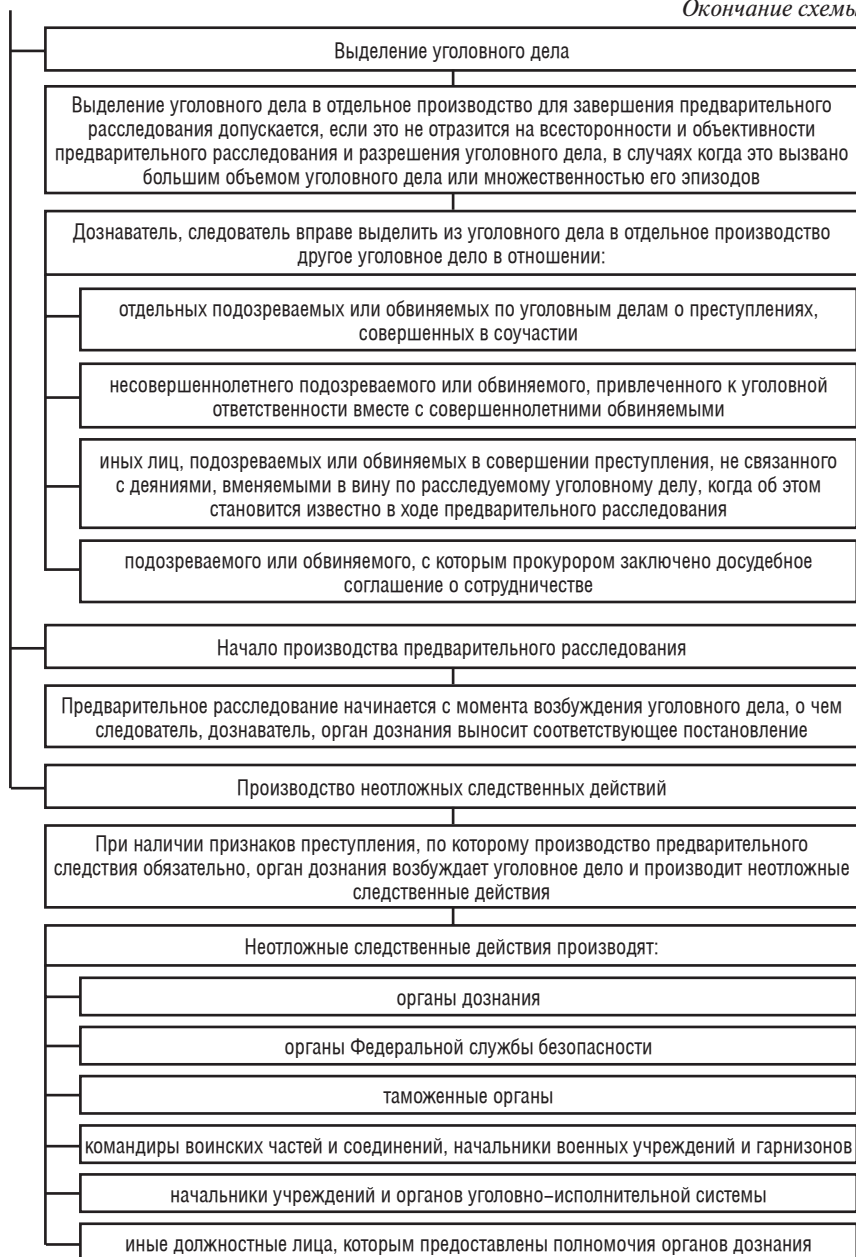 Окончание схемы
Выделение уголовного дела
Выделение уголовного дела в отдельное производство для завершения предварительного
расследования допускается, если это не отразится на всесторонности и объективности
предварительного расследования и разрешения уголовного дела, в случаях когда это вызвано
большим объемом уголовного дела или множественностью его эпизодов
Дознаватель, следователь вправе выделить из уголовного дела в отдельное производство
другое уголовное дело в отношении:
отдельных подозреваемых или обвиняемых по уголовным делам о преступлениях,
совершенных в соучастии
несовершеннолетнего подозреваемого или обвиняемого, привлеченного к уголовной
ответственности вместе с совершеннолетними обвиняемыми
иных лиц, подозреваемых или обвиняемых в совершении преступления, не связанного
с деяниями, вменяемыми в вину по расследуемому уголовному делу, когда об этом
становится известно в ходе предварительного расследования
подозреваемого или обвиняемого, с которым прокурором заключено досудебное
соглашение о сотрудничестве
Начало производства предварительного расследования
Предварительное расследование начинается с момента возбуждения уголовного дела, о чем
следователь, дознаватель, орган дознания выносит соответствующее постановление
Производство неотложных следственных действий
При наличии признаков преступления, по которому производство предварительного
следствия обязательно, орган дознания возбуждает уголовное дело и производит неотложные
следственные действия
Неотложные следственные действия производят:
органы дознания
органы Федеральной службы безопасности
таможенные органы
командиры воинских частей и соединений, начальники военных учреждений и гарнизонов
начальники учреждений и органов уголовно–исполнительной системы
иные должностные лица, которым предоставлены полномочия органов дознания